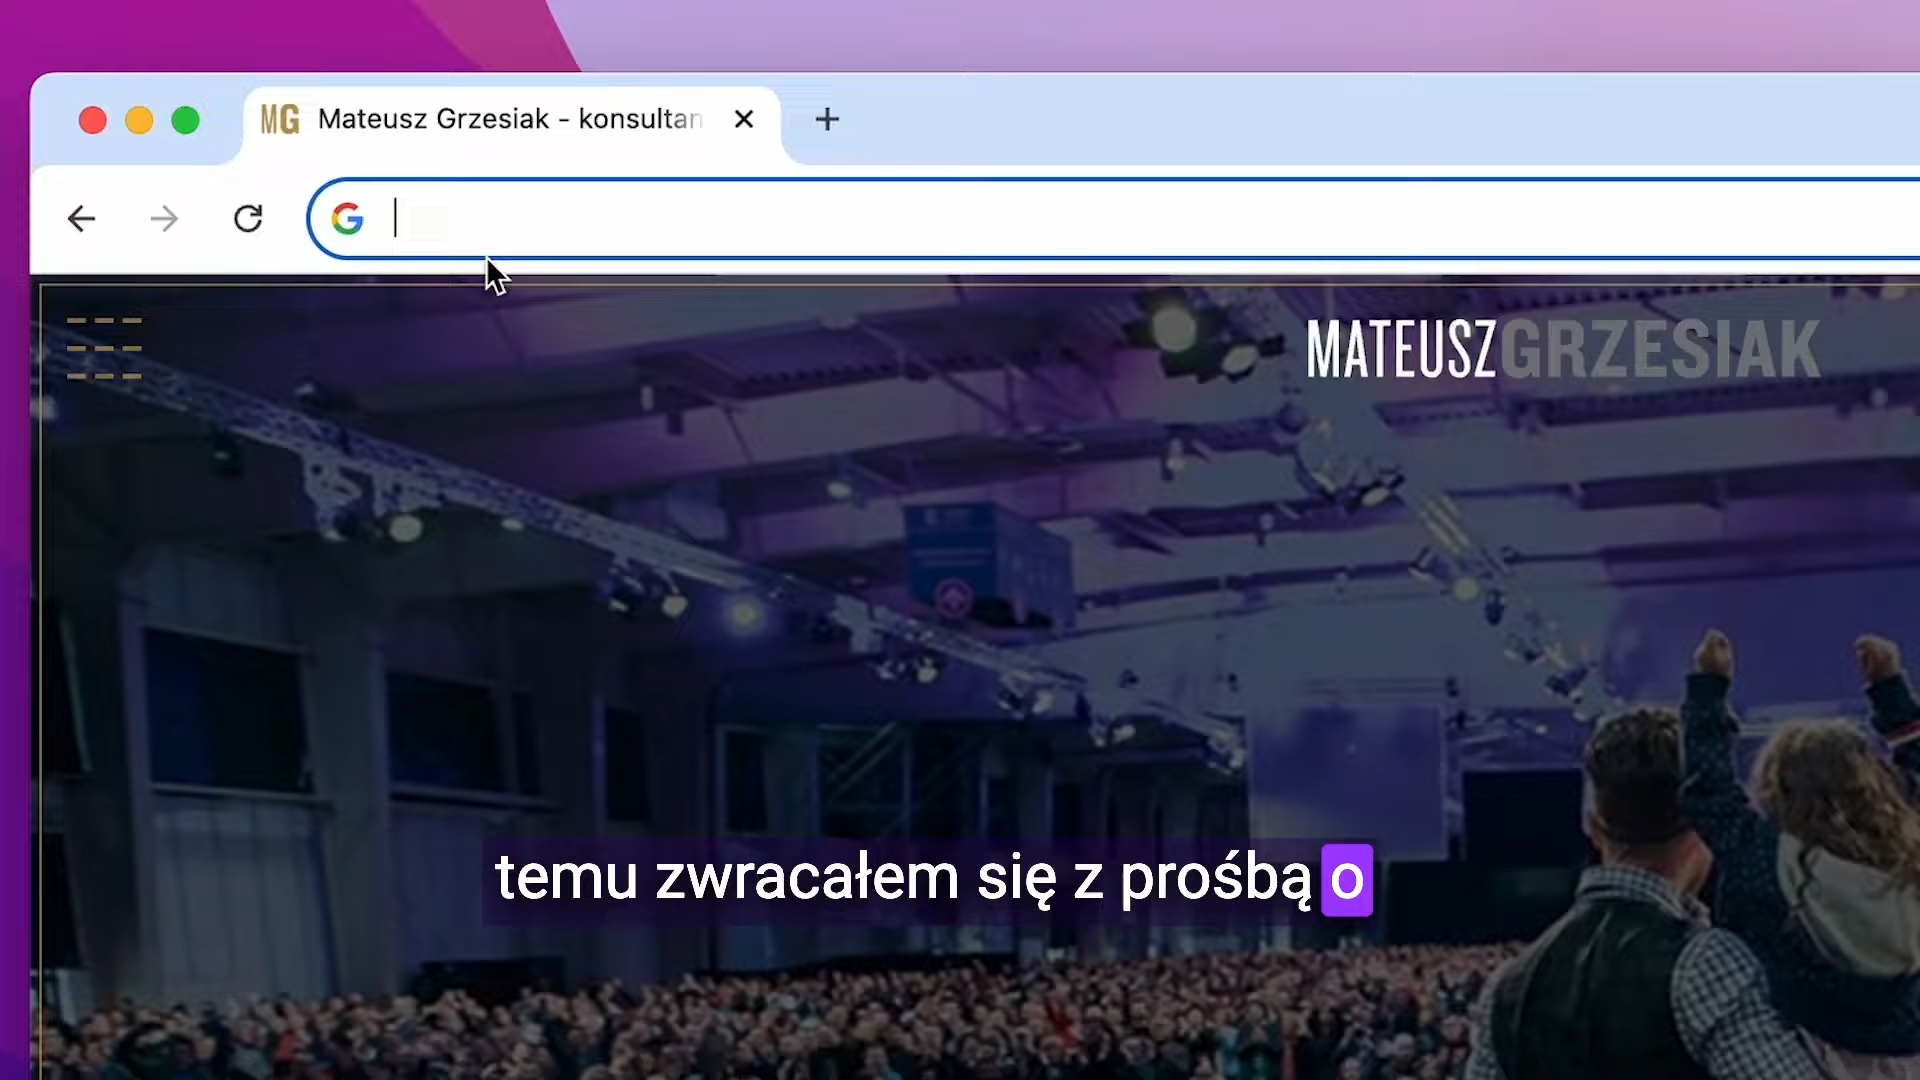 MG Mateusz Grzesiak - konsultan
MATEUSZGRZESIAK
temu zwracałem się z prośbą o